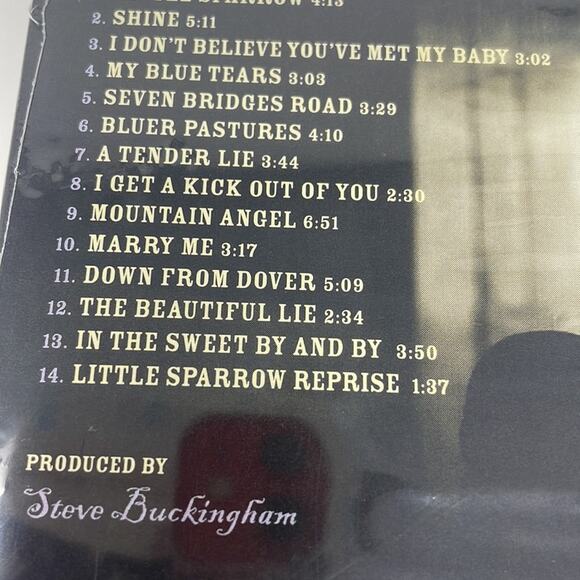 SPARROW 4:13
2. SHINE 5:11
3. I DON'T BELIEVE YOU'VE MET MY BABY 3:02
4. MY BLUE TEARS 3:03
5. SEVEN BRIDGES ROAD 3:29
6. BLUER PASTURES 4:10
7. A TENDER LIE 3:44
8. I GET A KICK OUT OF YOU 2:30
9. MOUNTAIN ANGEL 6:51
10. MARRY ME 3:17
11. DOWN FROM DOVER 5:09
12. THE BEAUTIFUL LIE 2:34
13. IN THE SWEET BY AND BY 3:50
14. LITTLE SPARROW REPRISE 1:37
PRODUCED BY
Steve Buckingham